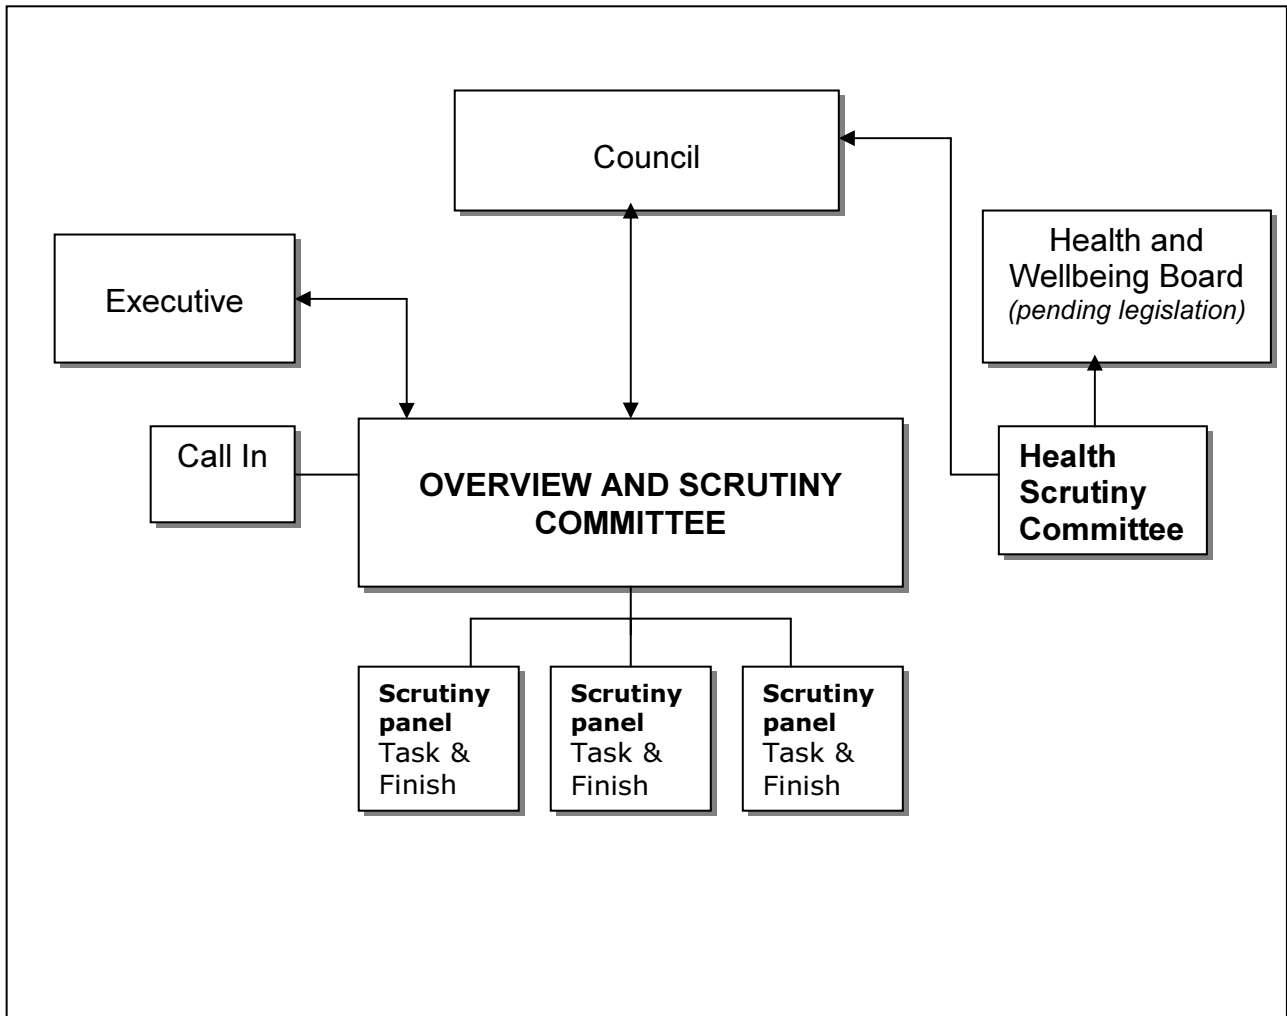 Council
Health and
Wellbeing Board
(pending legislation)
Executive
Call In
OVERVIEW AND SCRUTINY
COMMITTEE
Health
Scrutiny
Committee
Scrutiny
panel
Task &
Finish
Scrutiny
panel
Task &
Finish
Scrutiny
panel
Task &
Finish